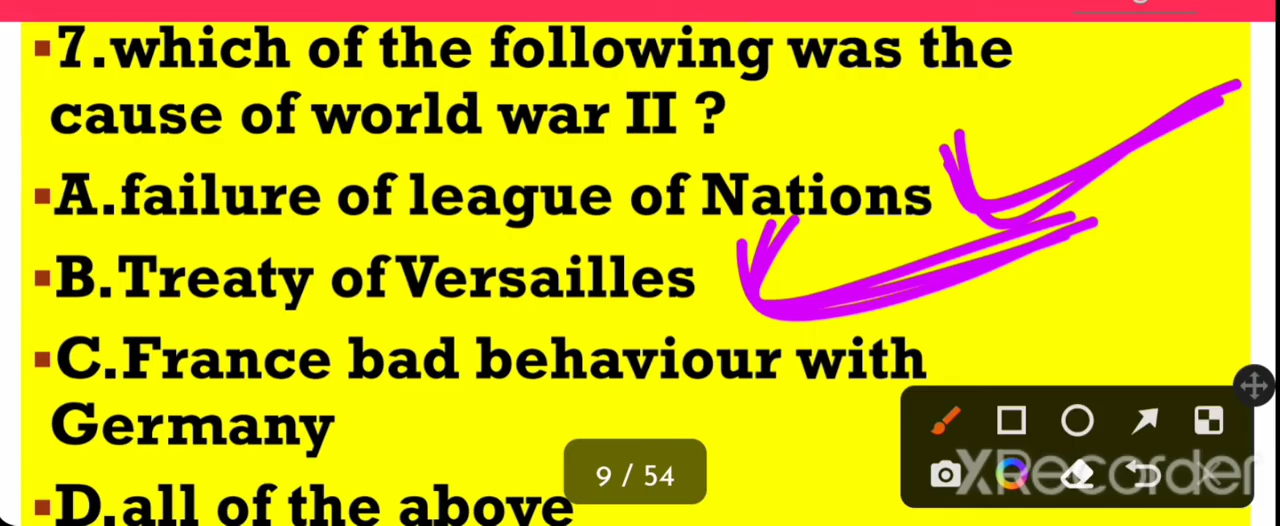 ▪7.which of the following was the
cause of world war II ?
▪A.failure of league of Nations
▪B.Treaty of Versailles
▪C.France bad behaviour with
Germany
▪D.all of the above
9 / 54
XRecorder